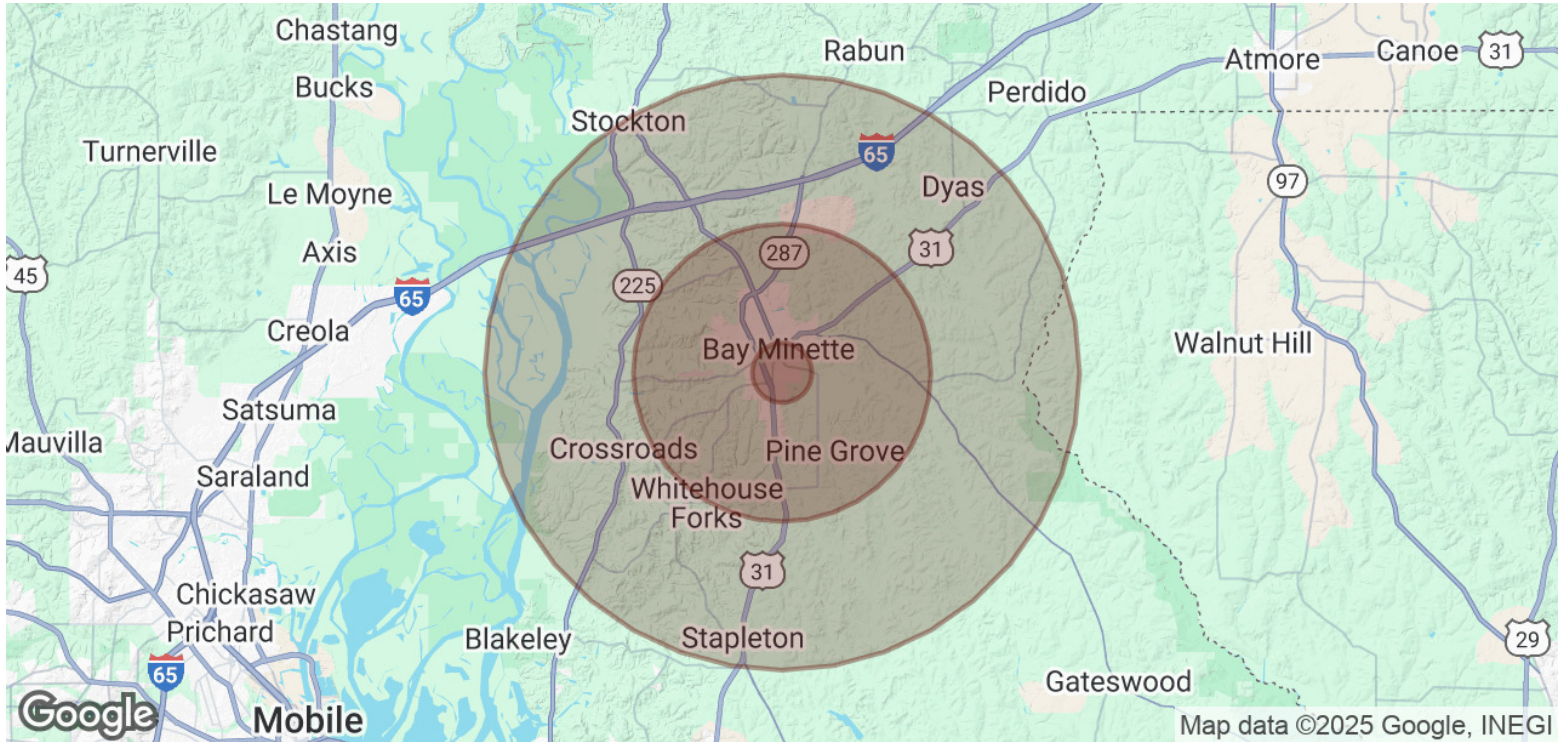 Chastang
Rabun
Atmore
Canoe
31
Bucks
Perdido
Stockton
65
Turnerville
97
Le Moyne
Dyas
Axis
287
31
45
225
65
Creola
Bay Minette
Walnut Hill
Satsuma
Mauvilla
Crossroads
Pine Grove
Saraland
Whitehouse
Forks
31
Chickasaw
Prichard
Blakeley
Stapleton
29
65
Gateswood
Google
Mobile
Map data ©2025 Google, INEGI